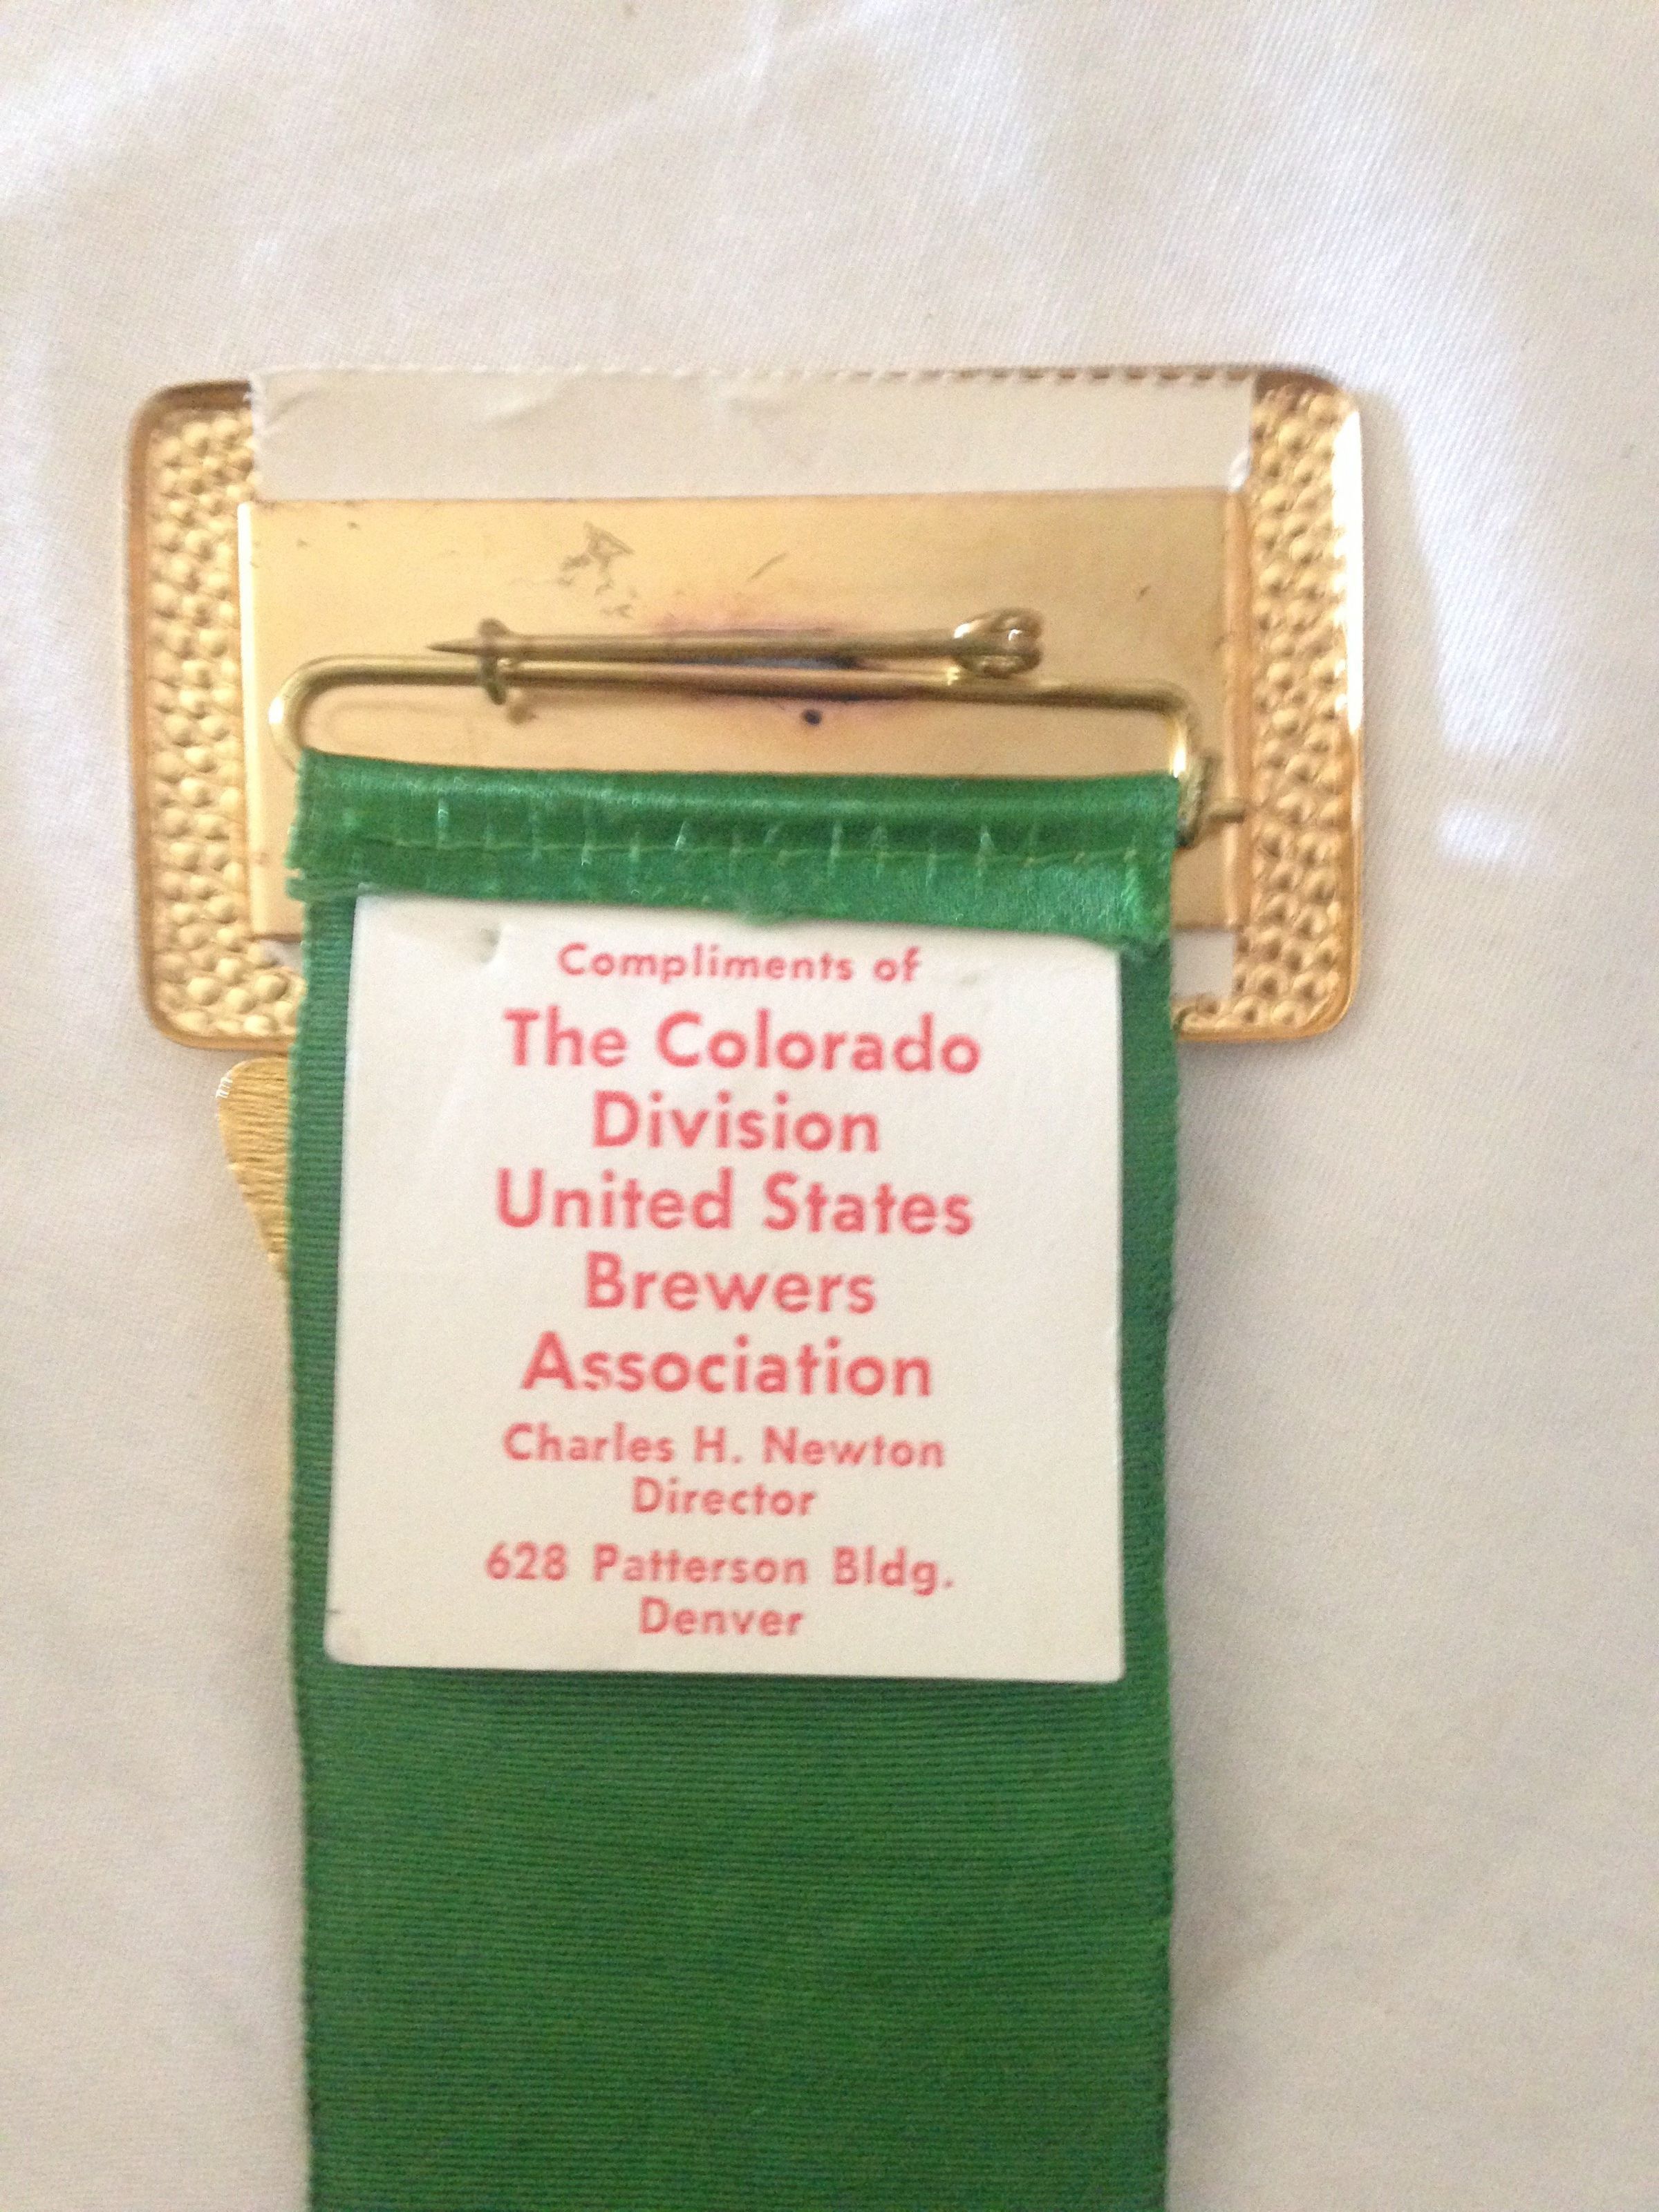 Compliments of
The Colorado
Division
United States
Brewers
Association
Charles H. Newton
Director
628 Patterson Bldg.
Denver